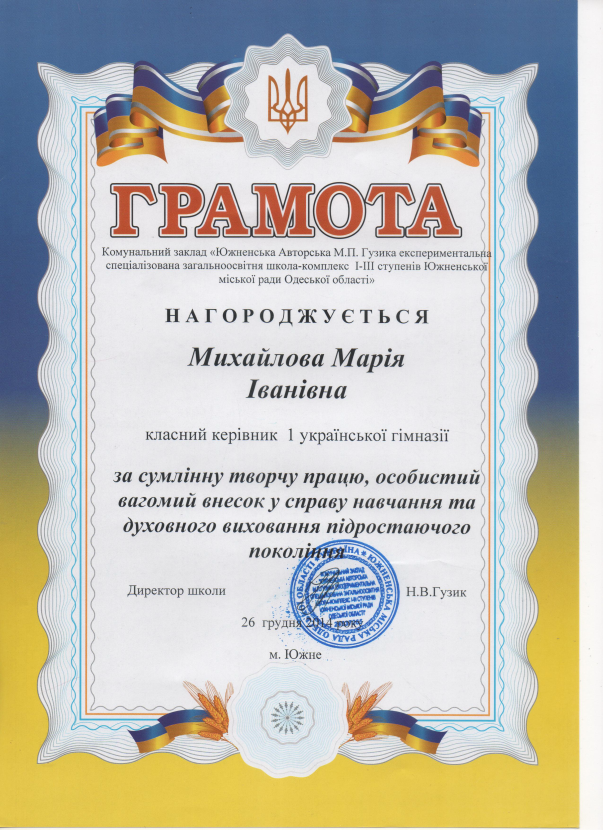 ГРАМОТА
Комунальний заклад «Южненська Авторська М.П. Гузика експериментальна
спеціалізована загальноосвітня школа-комплекс І-ІІІ ступенів Южненської
міської ради Одеської області»
НАГОРОДЖУЄТЬСЯ
Михайлова Марія
Іванівна
класний керівник 1 української гімназії
за сумлінну творчу працю, особистий
вагомий внесок у справу навчання та
духовного виховання підростаючого
покоління
Директор школи
Н.В.Гузик
26 грудня 2014 року
м. Южне